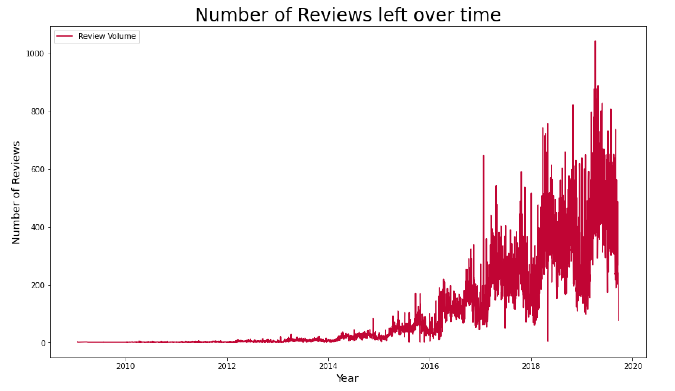 Number of Reviews left over time
Review Volume
Number of Reviews
1000
800
600
400
200
0
2010 2012 2014 2016 2018 2020
Year